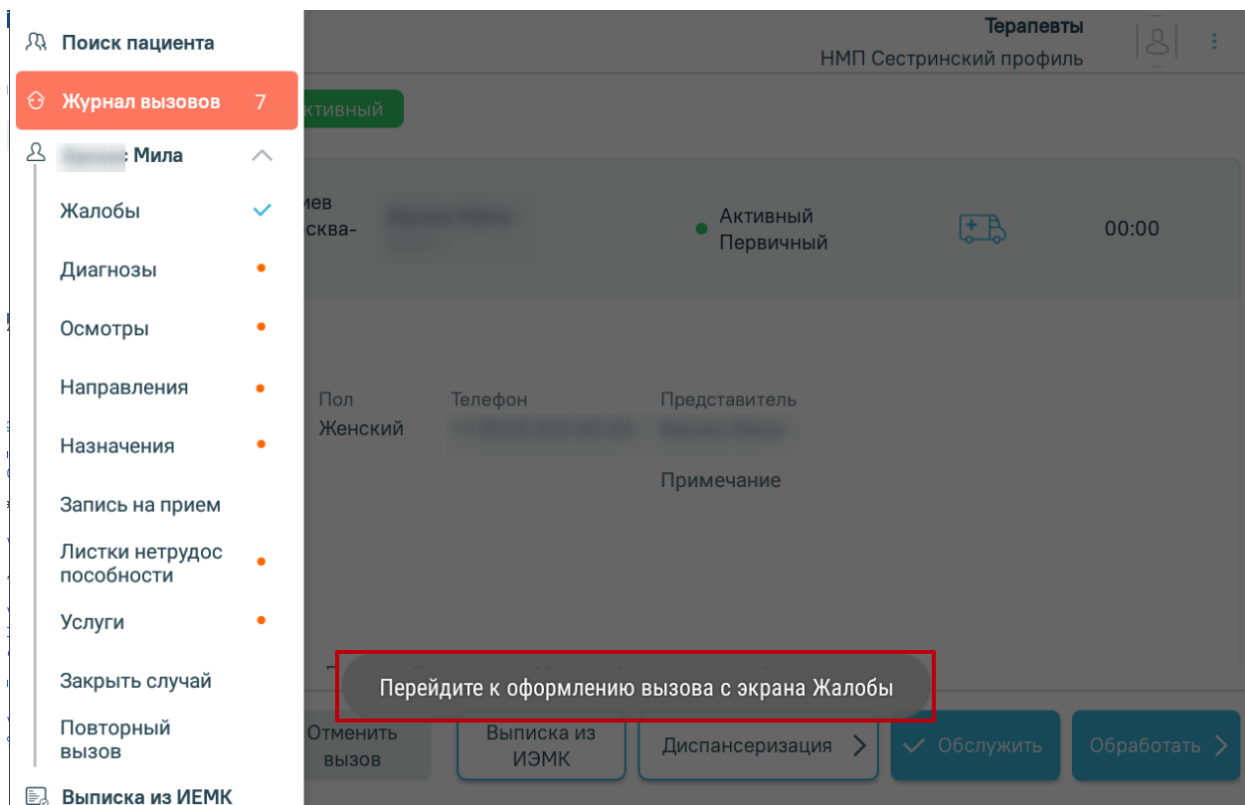 Поиск пациента
Журнал вызовов 7
Мила
Жалобы
Диагнозы
Осмотры
Направления
Назначения
Запись на прием
Листки нетрудос
пособности
Услуги
Закрыть случай
Повторный
вызов
Выписка из ИЕМК
Терапевты
НМП Сестринский профиль
ктивный
иев
сква-
Активный
Первичный
00:00
Пол
Женский
Телефон
Представитель
Примечание
Перейдите к оформлению вызова с экрана Жалобы
Отменить
вызов
Выписка из
ИЭМК
Диспансеризация
Обслужить
Обработать